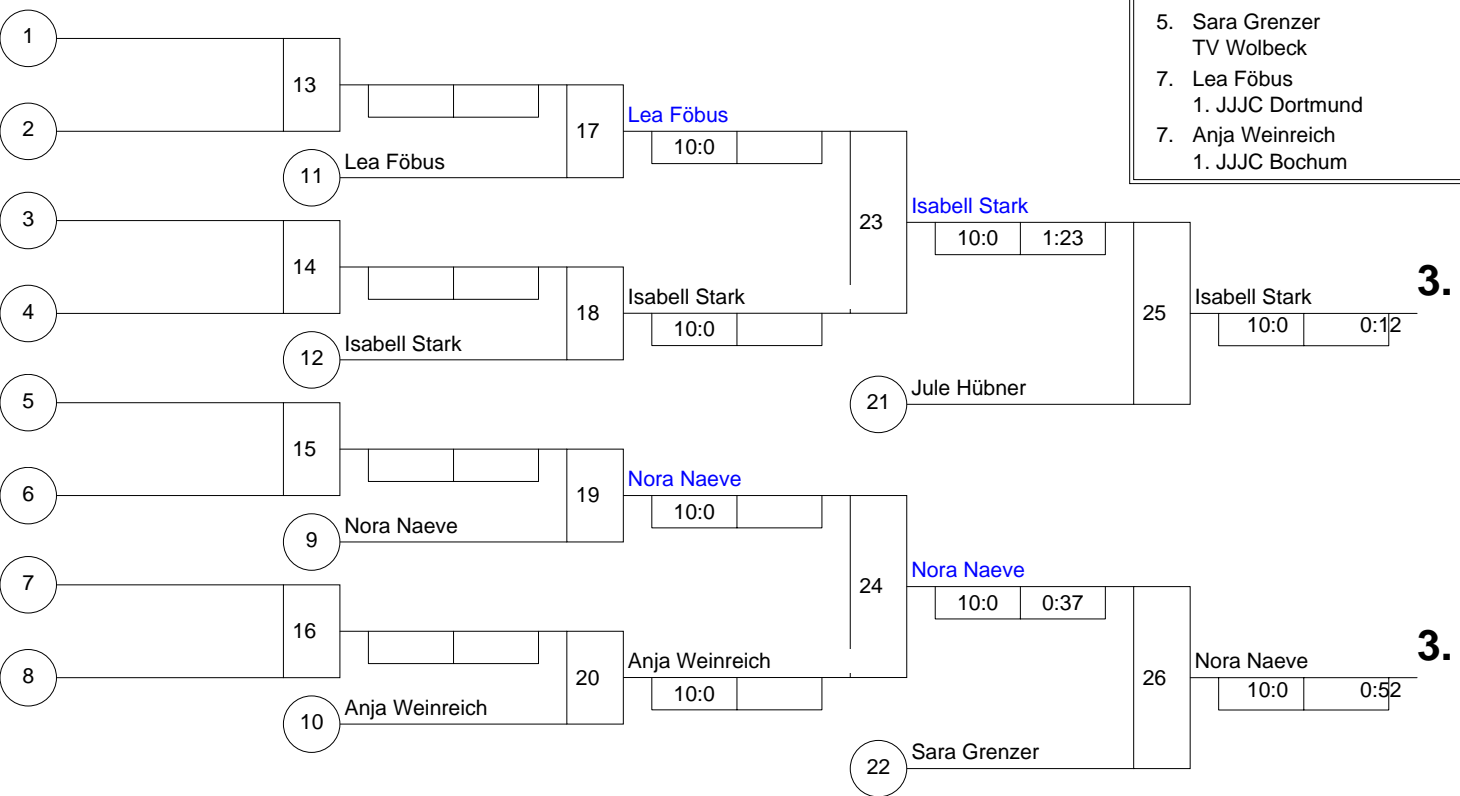 5. Sara Grenzer
TV Wolbeck
7. Lea Föbus
1. JJJC Dortmund
7. Anja Weinreich
1. JJJC Bochum
1
13
2
17
Lea Föbus
10:0
11
Lea Föbus
3
14
4
18
Isabell Stark
10:0
12
Isabell Stark
23
Isabell Stark
10:0 1:23
25
Isabell Stark
10:0 0:12
3.
21
Jule Hübner
5
15
6
19
Nora Naeve
10:0
9
Nora Naeve
7
16
8
20
Anja Weinreich
10:0
10
Anja Weinreich
24
Nora Naeve
10:0 0:37
26
Nora Naeve
10:0 0:52
3.
22
Sara Grenzer